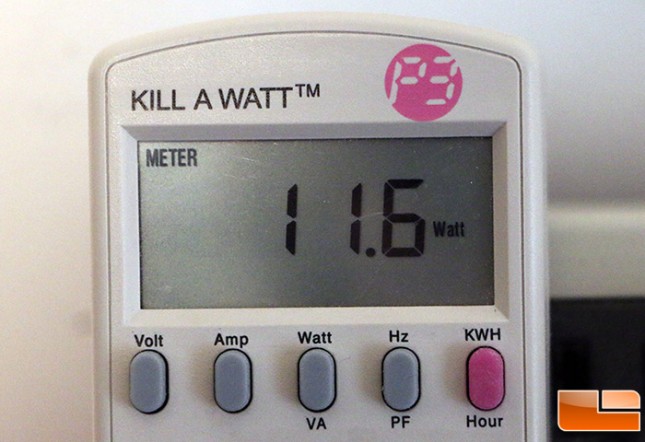 P3
KILL A WATT™
METER
11.6 Watt
Volt Amp Watt Hz KWH
VA PF Hour